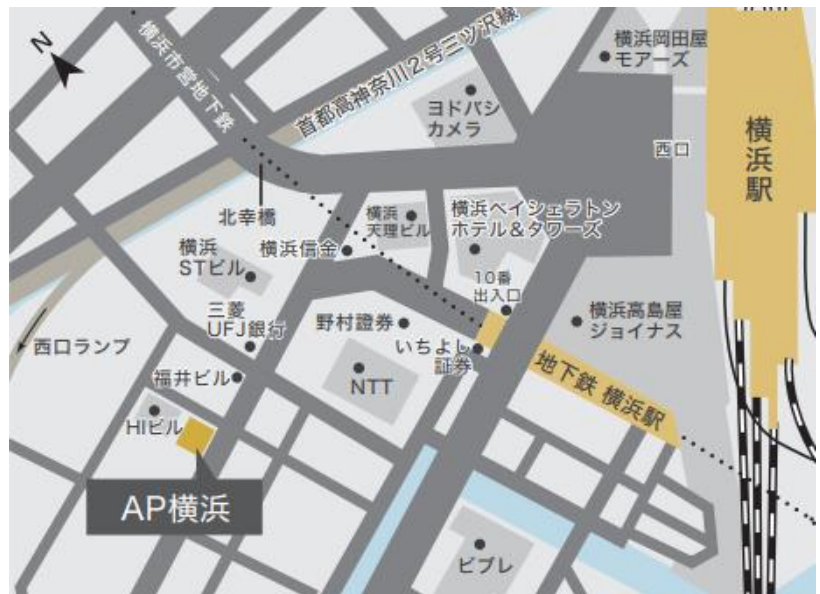 N
横浜市営地下鉄
首都高神奈川2号三ツ沢線
横浜岡田屋
モアーズ
ヨドバシ
カメラ
西口
横浜駅
北幸橋
横浜
天理ビル
横浜ベイシェラトン
ホテル&タワーズ
横浜
STビル
横浜信金
10番
出入口
三菱
UFJ銀行
野村證券
横浜高島屋
ジョイナス
西口ランプ
いちよし
証券
福井ビル
NTT
地下鉄 横浜駅
HIビル
AP横浜
ビブレ